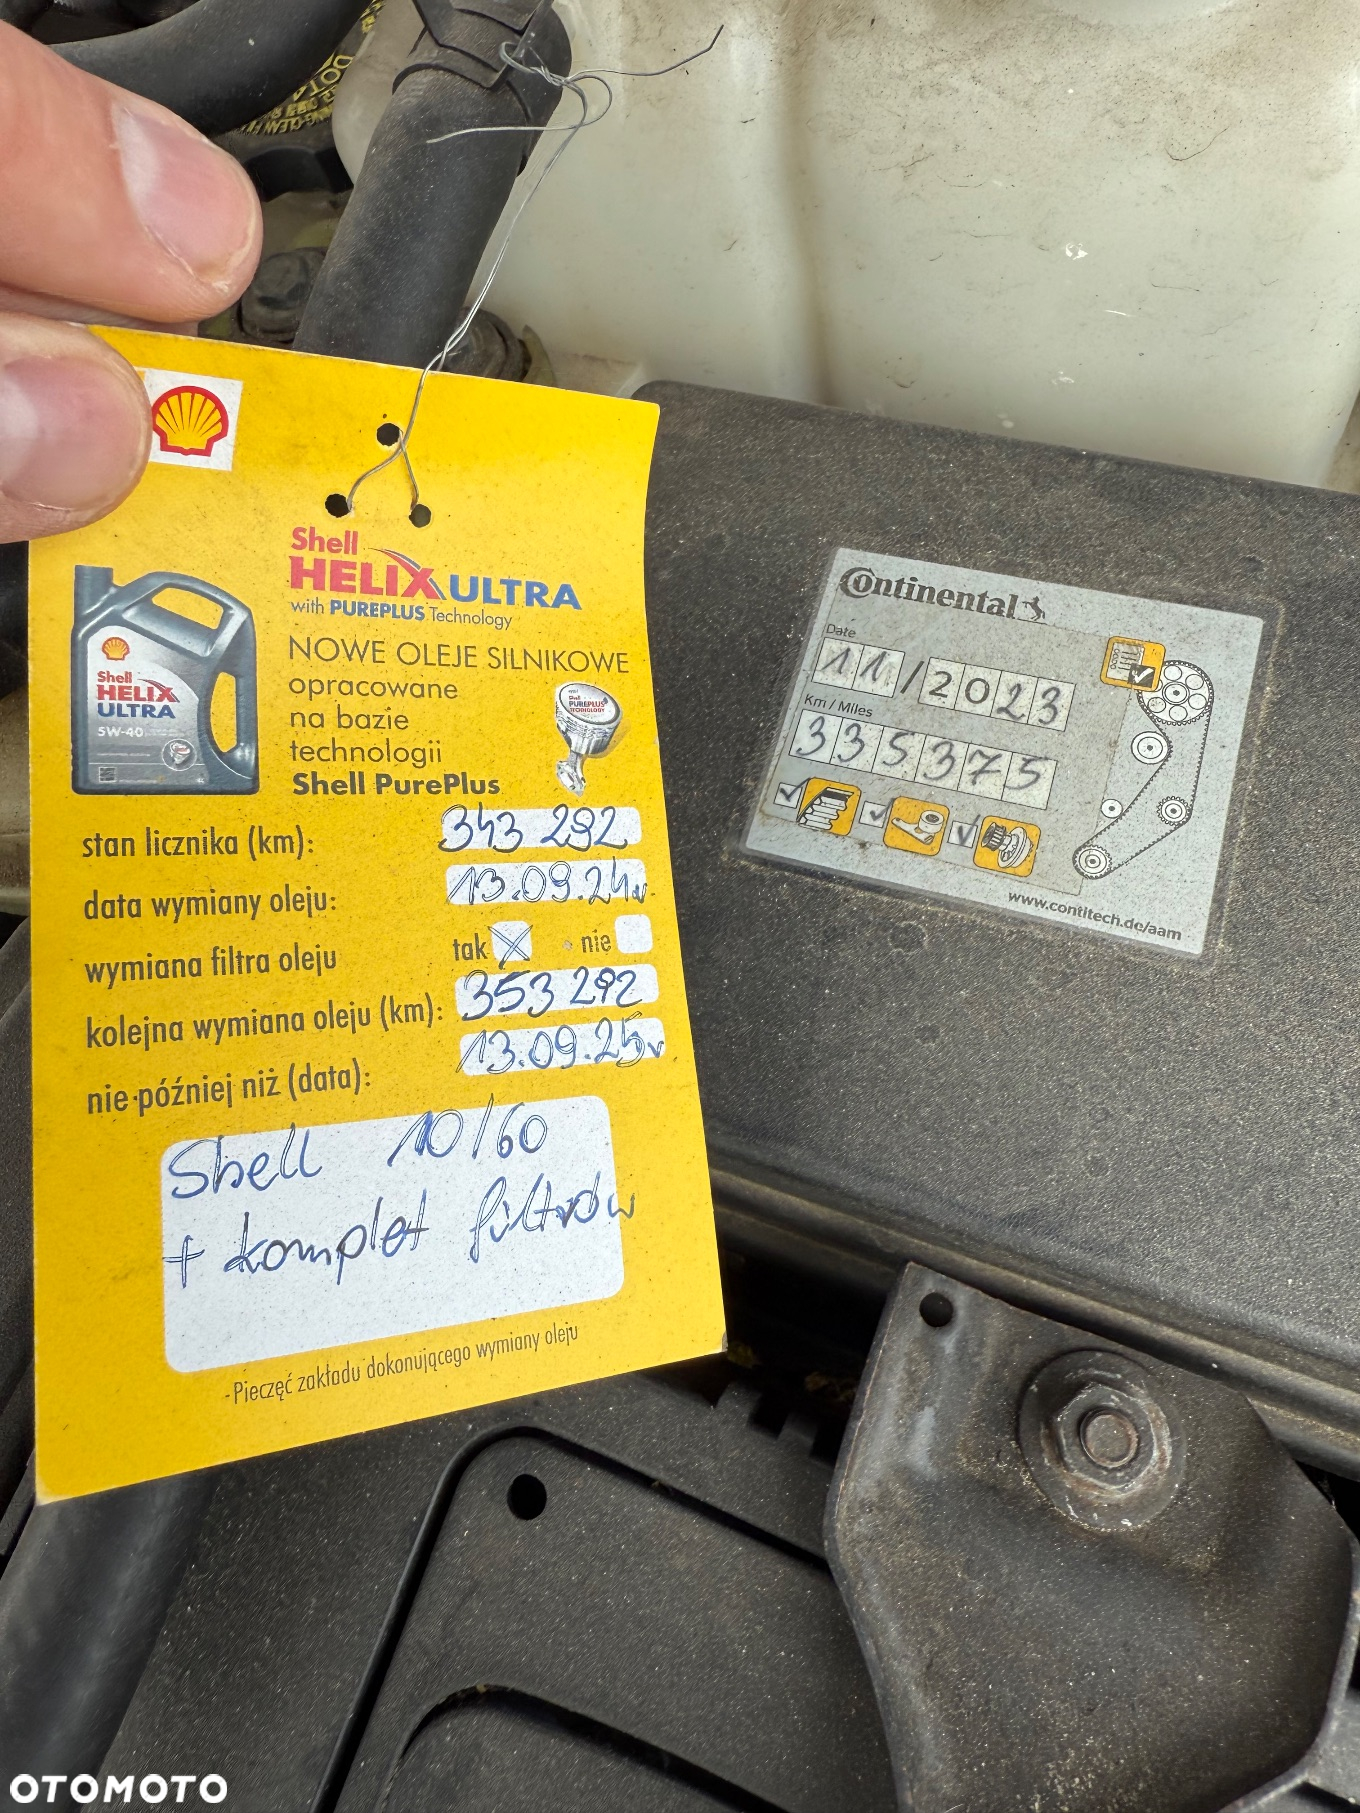 Shell
HELIX ULTRA
with PUREPLUS Technology
NOWE OLEJE SILNIKOWE
opracowane
na bazie
technologii
Shell PurePlus
Shell
HELIX
ULTRA
5W-40
Shell
PUREPLUS
TECHNOLOGY
stan licznika (km): 343 292
data wymiany oleju: 13.09.24r
wymiana filtra oleju tak X nie
kolejna wymiana oleju (km): 353 292
nie później niż (data): 13.09.25r
Shell 10/60
+ komplet filtrów
-Pieczęć zakładu dokonującego wymiany oleju
Continental
Date
11/2023
Km / Miles
335375
www.contitech.de/aam
OTOMOTO